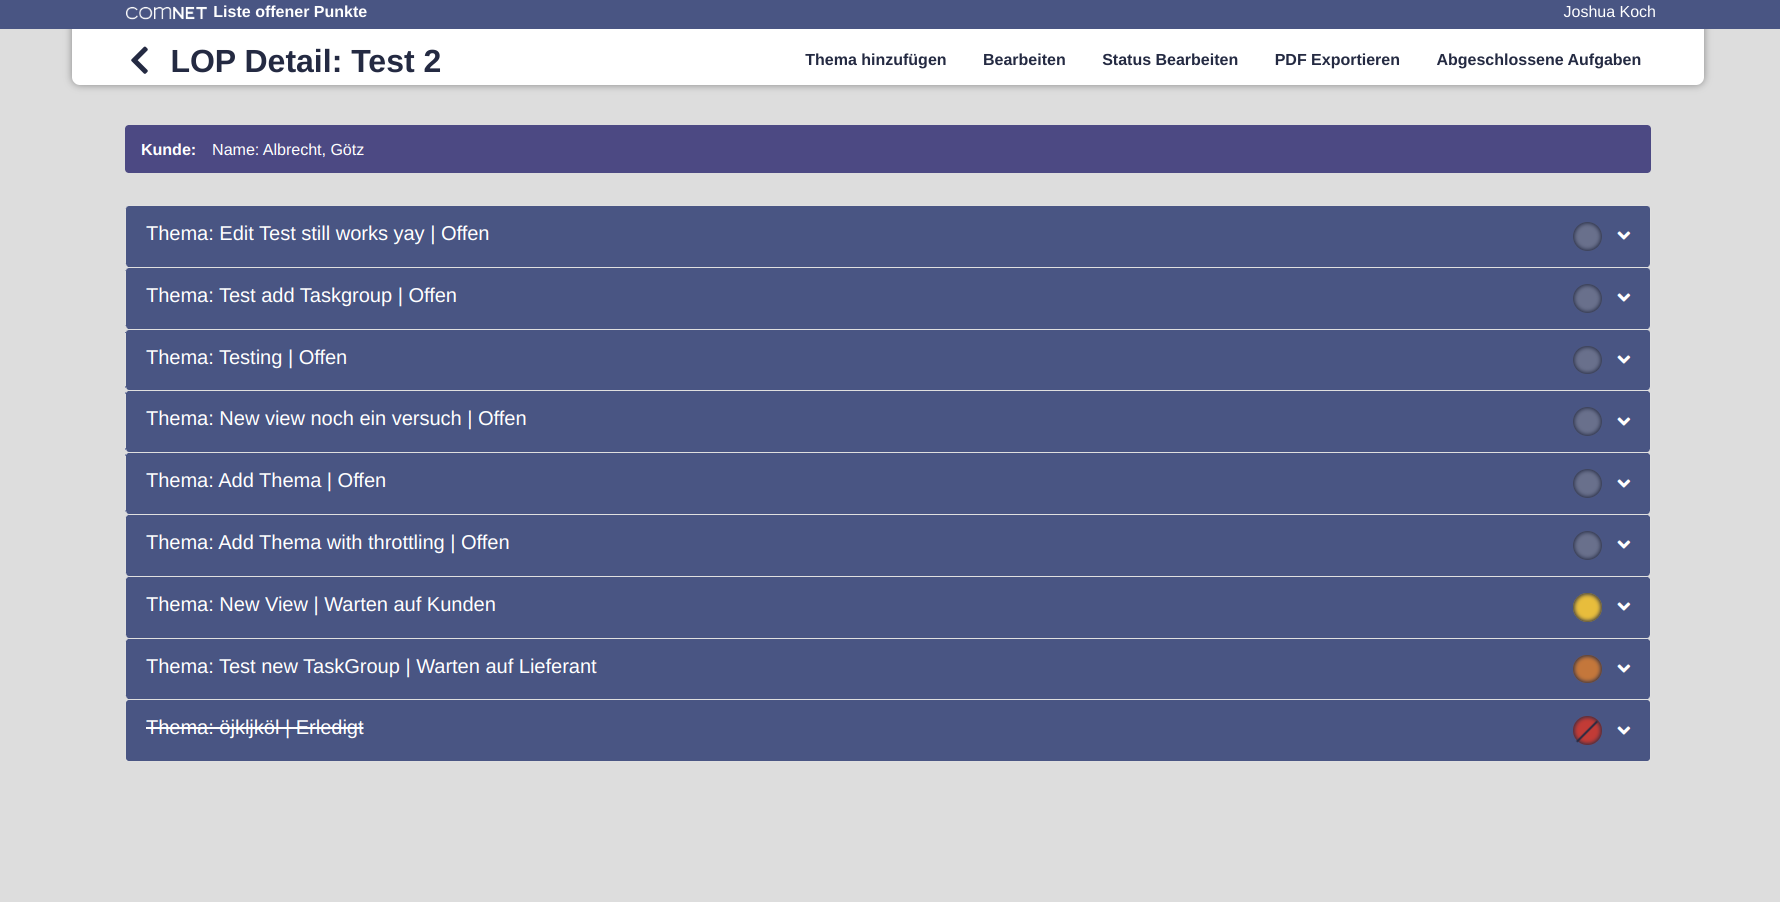 comNET Liste offener Punkte Joshua Koch
LOP Detail: Test 2 Thema hinzufügen Bearbeiten Status Bearbeiten PDF Exportieren Abgeschlossene Aufgaben
Kunde: Name: Albrecht, Götz
Thema: Edit Test still works yay | Offen
Thema: Test add Taskgroup | Offen
Thema: Testing | Offen
Thema: New view noch ein versuch | Offen
Thema: Add Thema | Offen
Thema: Add Thema with throttling | Offen
Thema: New View | Warten auf Kunden
Thema: Test new TaskGroup | Warten auf Lieferant
Thema: öjkljköl | Erledigt